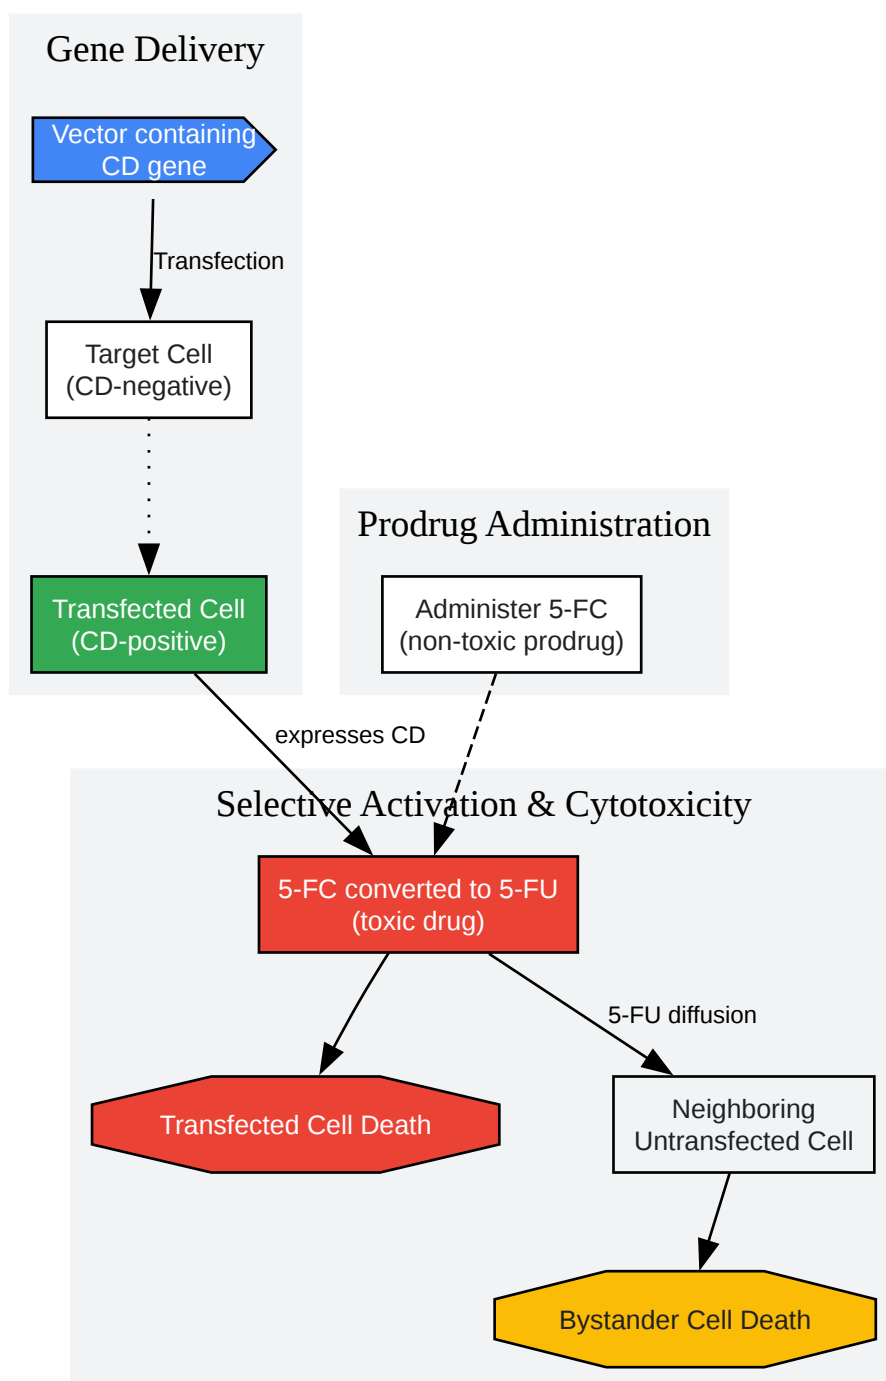 Gene Delivery
Vector containing
CD gene
Transfection
Target Cell
(CD-negative)
Transfected Cell
(CD-positive)
Prodrug Administration
Administer 5-FC
(non-toxic prodrug)
expresses CD
Selective Activation & Cytotoxicity
5-FC converted to 5-FU
(toxic drug)
5-FU diffusion
Transfected Cell Death
Neighboring
Untransfected Cell
Bystander Cell Death